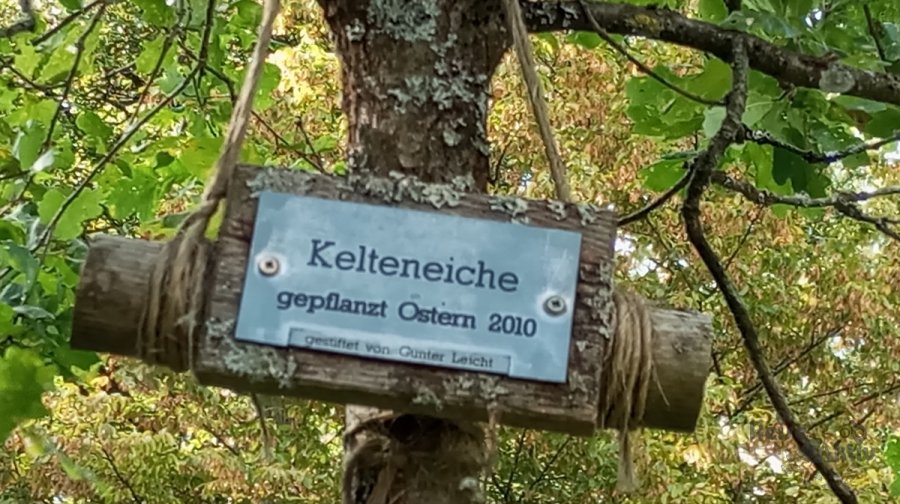 Kelteneiche
gepflanzt Ostern 2010
gestiftet von Gunter Leicht